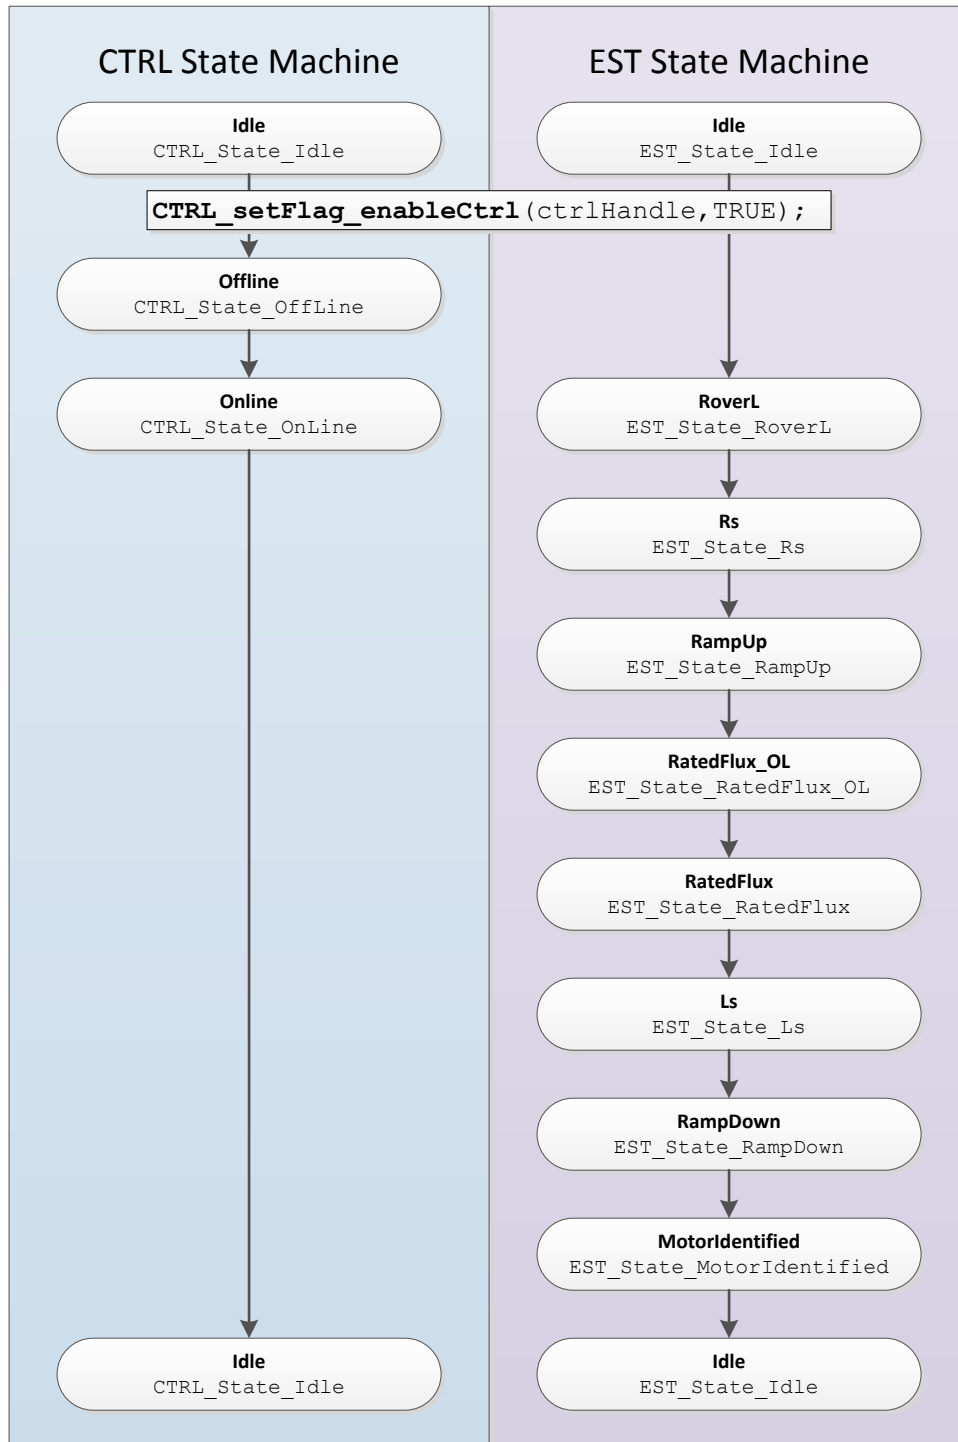 CTRL State Machine
EST State Machine
Idle
CTRL_State_Idle
Idle
EST_State_Idle
CTRL_setFlag_enableCtrl(ctrlHandle,TRUE);
Offline
CTRL_State_OffLine
Online
CTRL_State_OnLine
RoverL
EST_State_RoverL
Rs
EST_State_Rs
RampUp
EST_State_RampUp
RatedFlux_OL
EST_State_RatedFlux_OL
RatedFlux
EST_State_RatedFlux
Ls
EST_State_Ls
RampDown
EST_State_RampDown
MotorIdentified
EST_State_MotorIdentified
Idle
CTRL_State_Idle
Idle
EST_State_Idle